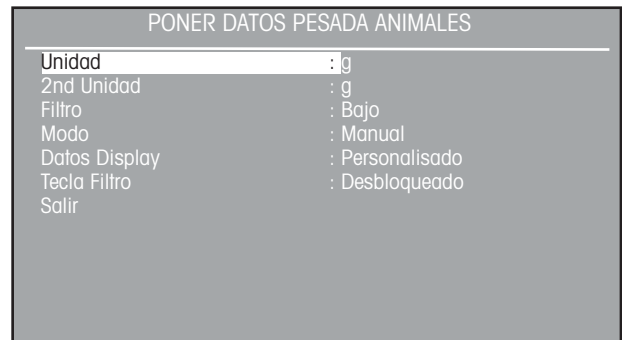 PONER DATOS PESADA ANIMALES
Unidad : g
2nd Unidad : g
Filtro : Bajo
Modo : Manual
Datos Display : Personalisado
Tecla Filtro : Desbloqueado
Salir